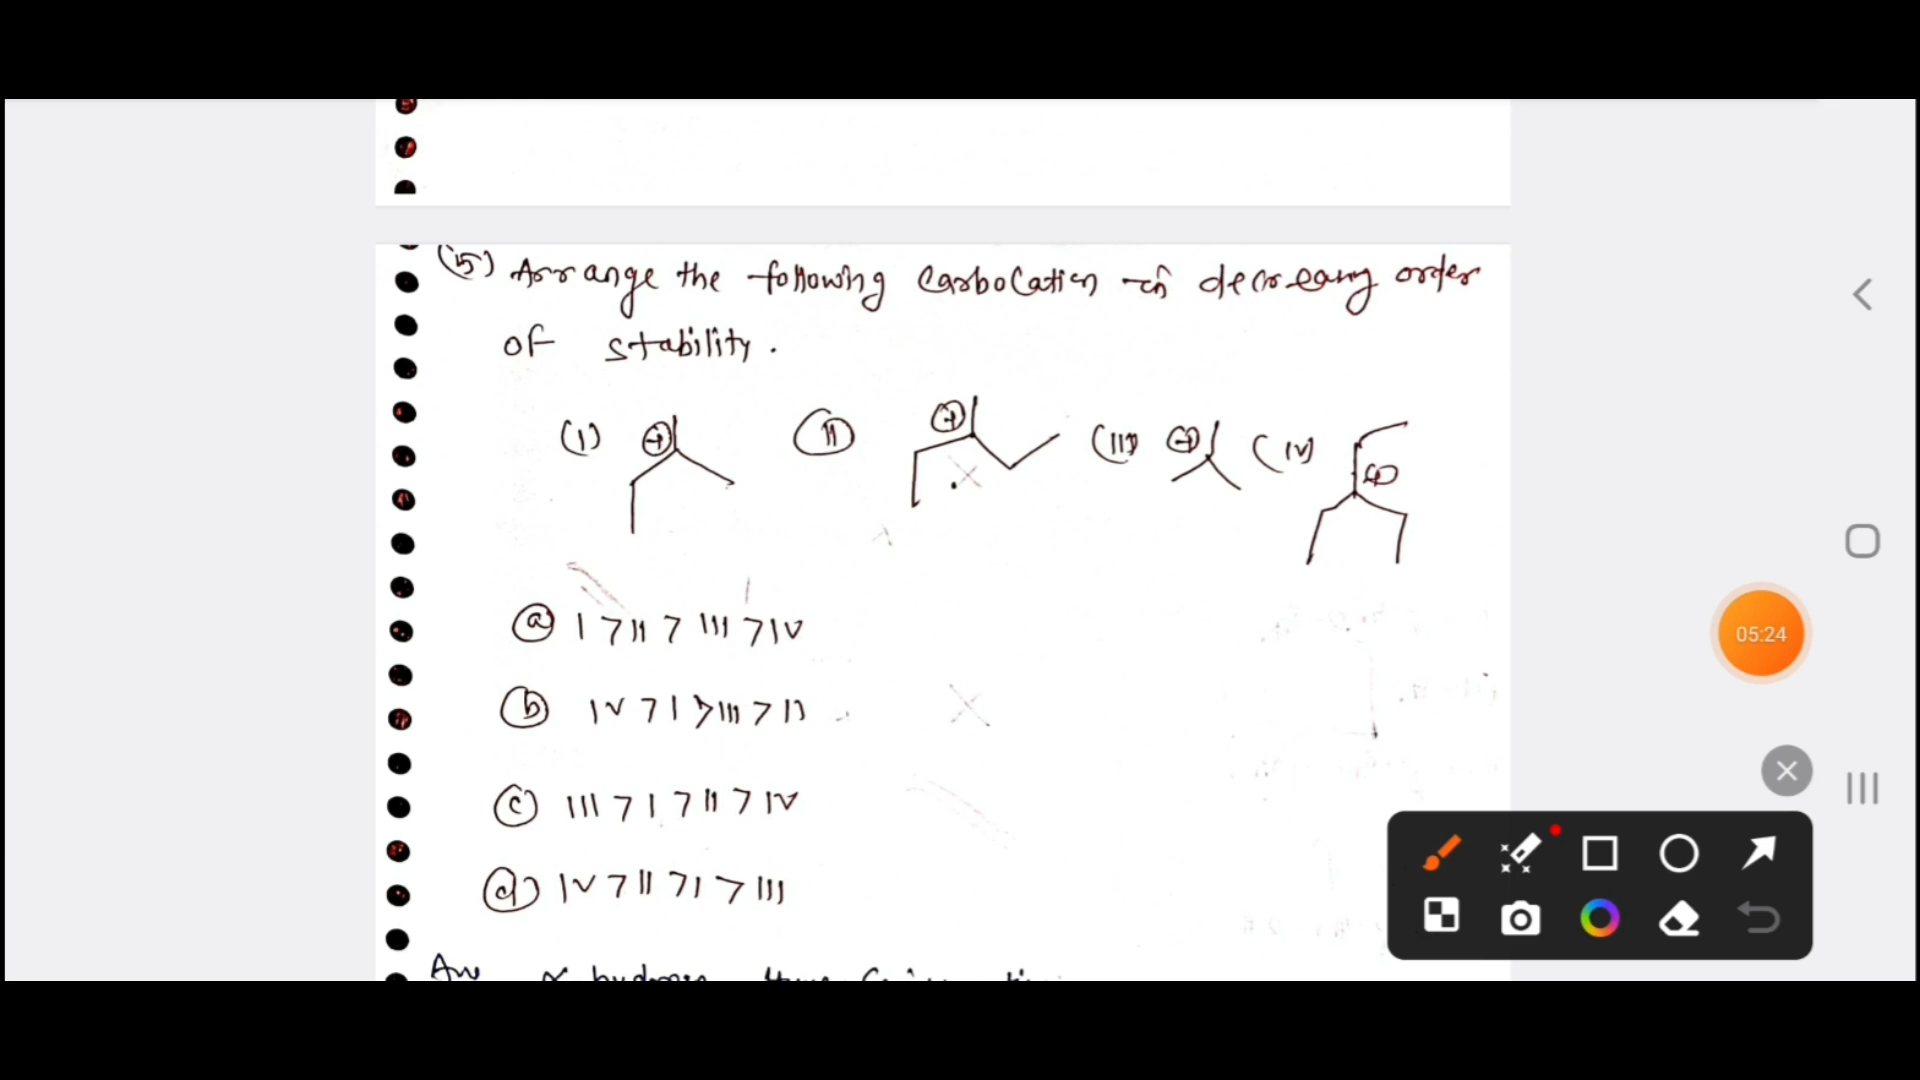 (5) Arrange the following Carbocation in decreasing order
of stability.
(I) ⊕ (II) ⊕ (III) ⊕ (IV) ⊕
(a) I > II > III > IV
(b) IV > I > III > II
(c) III > I > II > IV
(d) IV > II > I > III
05:24